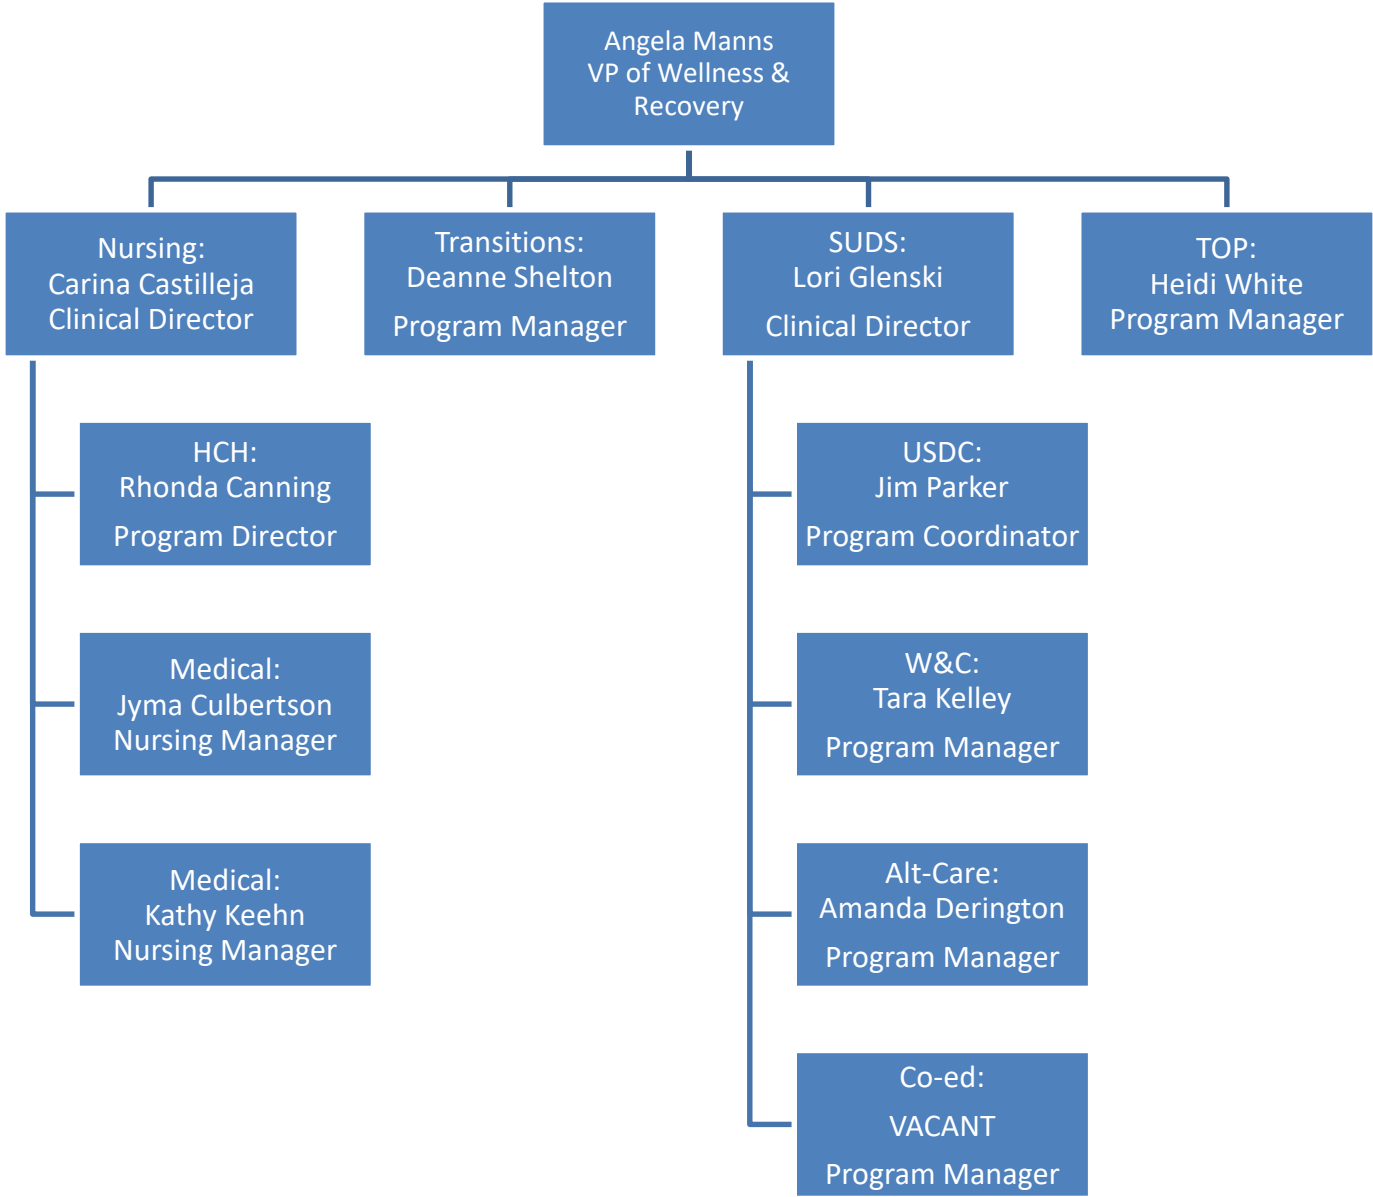 Angela Manns
VP of Wellness &
Recovery
Nursing:
Carina Castilleja
Clinical Director
Transitions:
Deanne Shelton
Program Manager
SUDS:
Lori Glenski
Clinical Director
TOP:
Heidi White
Program Manager
HCH:
Rhonda Canning
Program Director
Medical:
Jyma Culbertson
Nursing Manager
Medical:
Kathy Keehn
Nursing Manager
USDC:
Jim Parker
Program Coordinator
W&C:
Tara Kelley
Program Manager
Alt-Care:
Amanda Derington
Program Manager
Co-ed:
VACANT
Program Manager